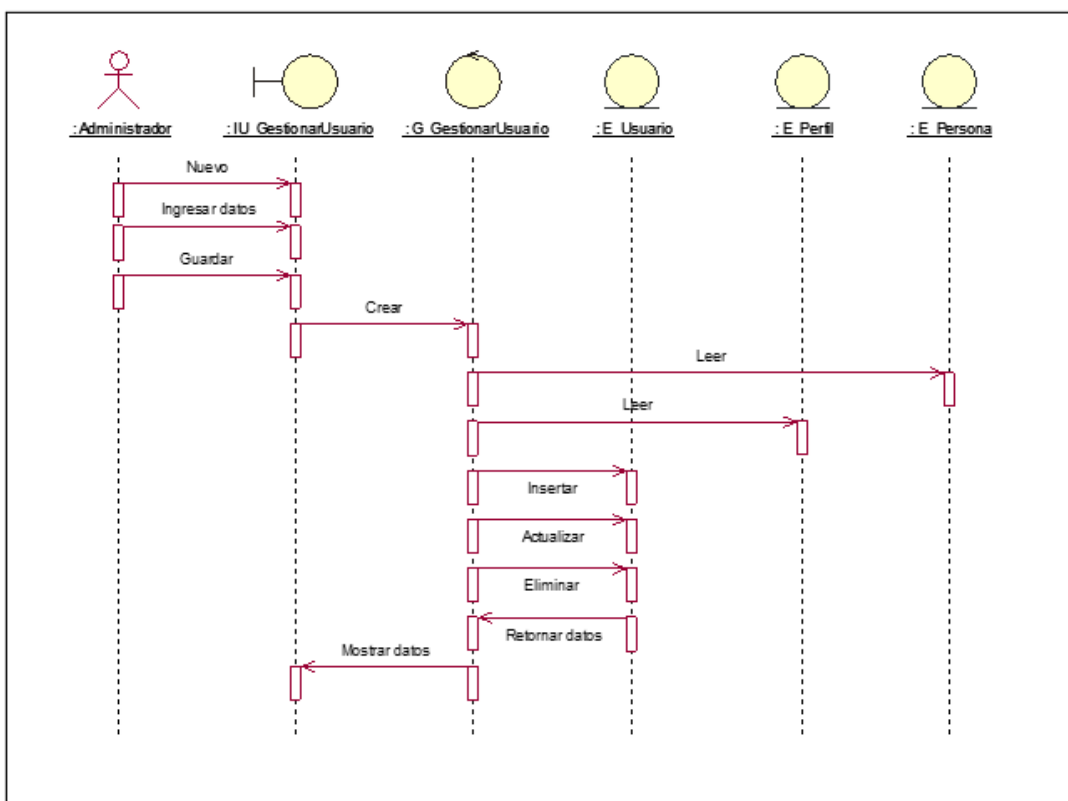 :Administrador
:IU_GestionarUsuario
:G_GestionarUsuario
:E_Usuario
:E_Perfil
:E_Persona
Nuevo
Ingresar datos
Guardar
Crear
Leer
Leer
Insertar
Actualizar
Eliminar
Retornar datos
Mostrar datos